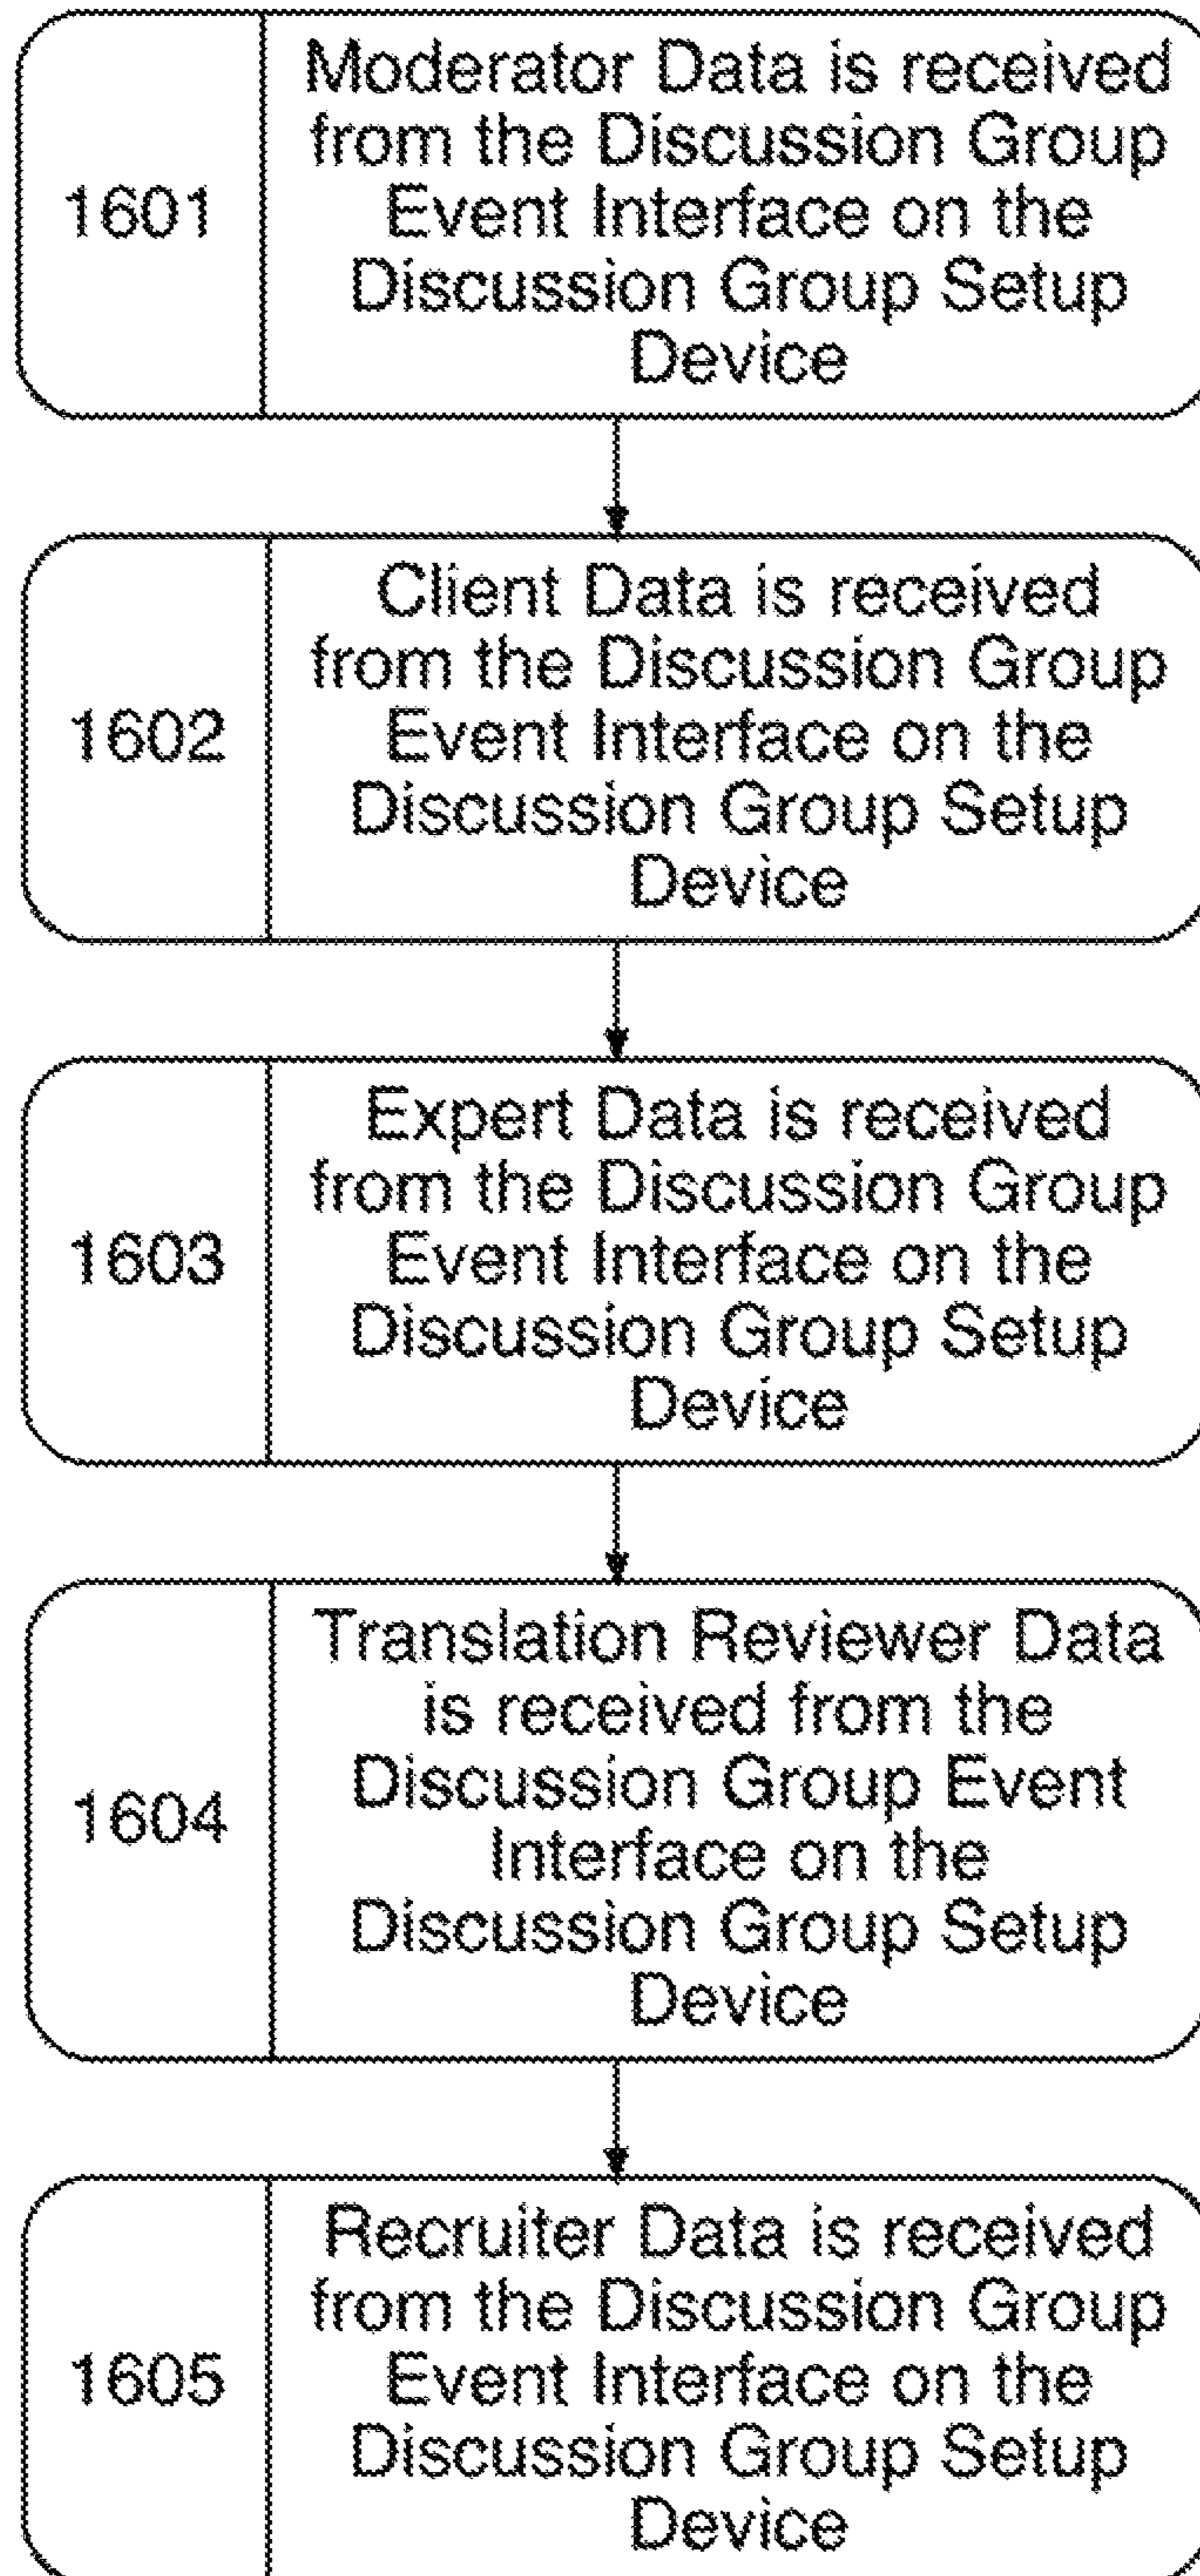 1601
Moderator Data is received
from the Discussion Group
Event Interface on the
Discussion Group Setup
Device
1602
Client Data is received
from the Discussion Group
Event Interface on the
Discussion Group Setup
Device
1603
Expert Data is received
from the Discussion Group
Event Interface on the
Discussion Group Setup
Device
1604
Translation Reviewer Data
is received from the
Discussion Group Event
Interface on the
Discussion Group Setup
Device
1605
Recruiter Data is received
from the Discussion Group
Event Interface on the
Discussion Group Setup
Device